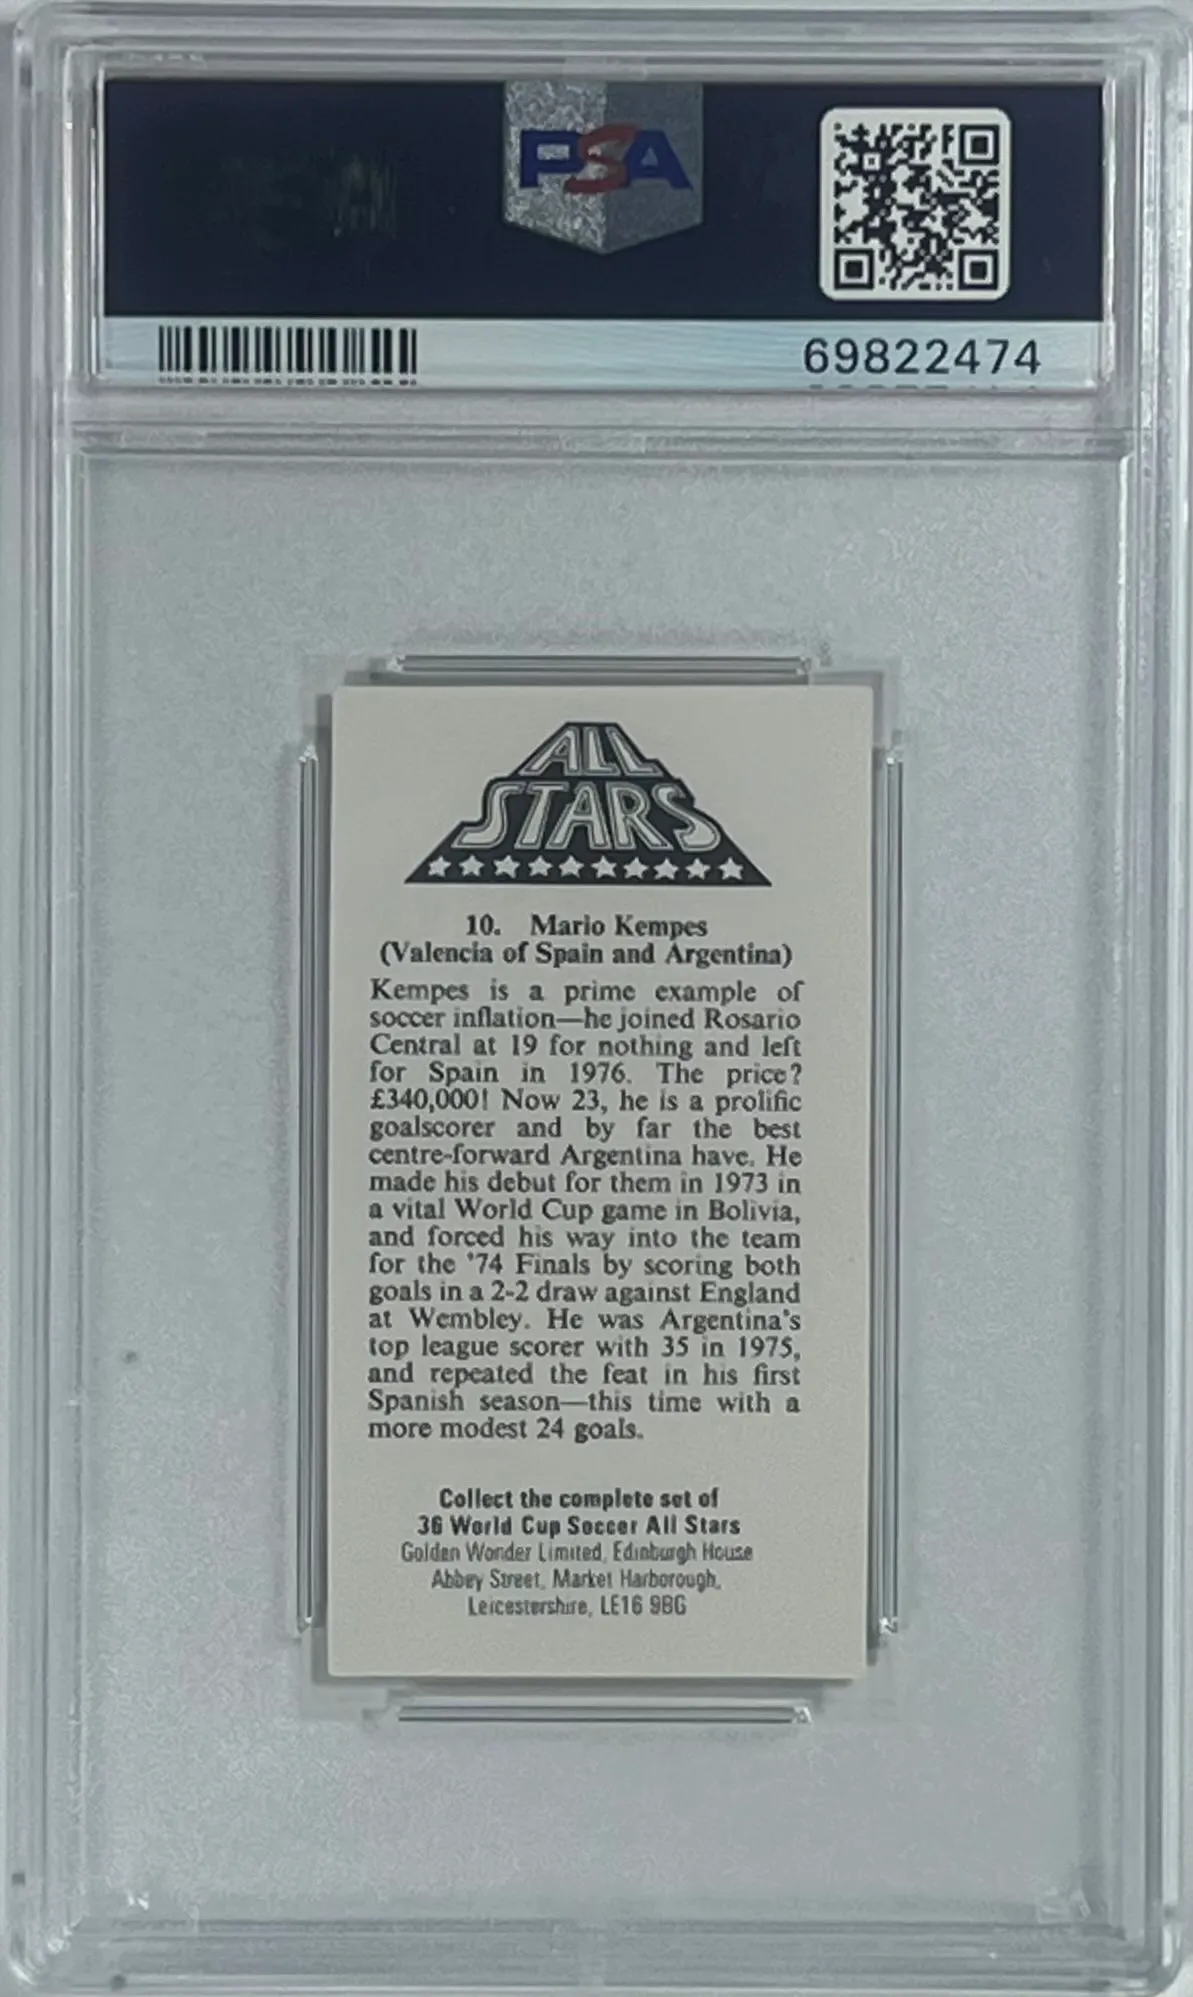 PSA
69822474
ALL
STARS
10. Mario Kempes
(Valencia of Spain and Argentina)
Kempes is a prime example of
soccer inflation—he joined Rosario
Central at 19 for nothing and left
for Spain in 1976. The price?
£340,000! Now 23, he is a prolific
goalscorer and by far the best
centre-forward Argentina have. He
made his debut for them in 1973 in
a vital World Cup game in Bolivia,
and forced his way into the team
for the '74 Finals by scoring both
goals in a 2-2 draw against England
at Wembley. He was Argentina's
top league scorer with 35 in 1975,
and repeated the feat in his first
Spanish season—this time with a
more modest 24 goals.
Collect the complete set of
36 World Cup Soccer All Stars
Golden Wonder Limited, Edinburgh House
Abbey Street, Market Harborough,
Leicestershire, LE16 9BG